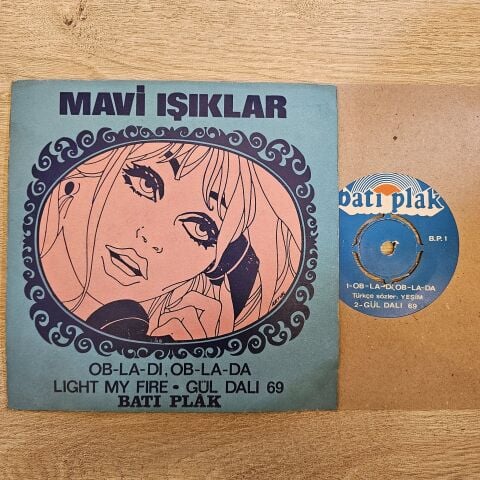 MAVİ IŞIKLAR
OB-LA-DI, OB-LA-DA
LIGHT MY FIRE • GÜL DALI 69
BATI PLÂK
batı plak
B.P. 1
1-OB-LA-DI, OB-LA-DA
Türkçe sözler: YEŞİM
2-GÜL DALI 69